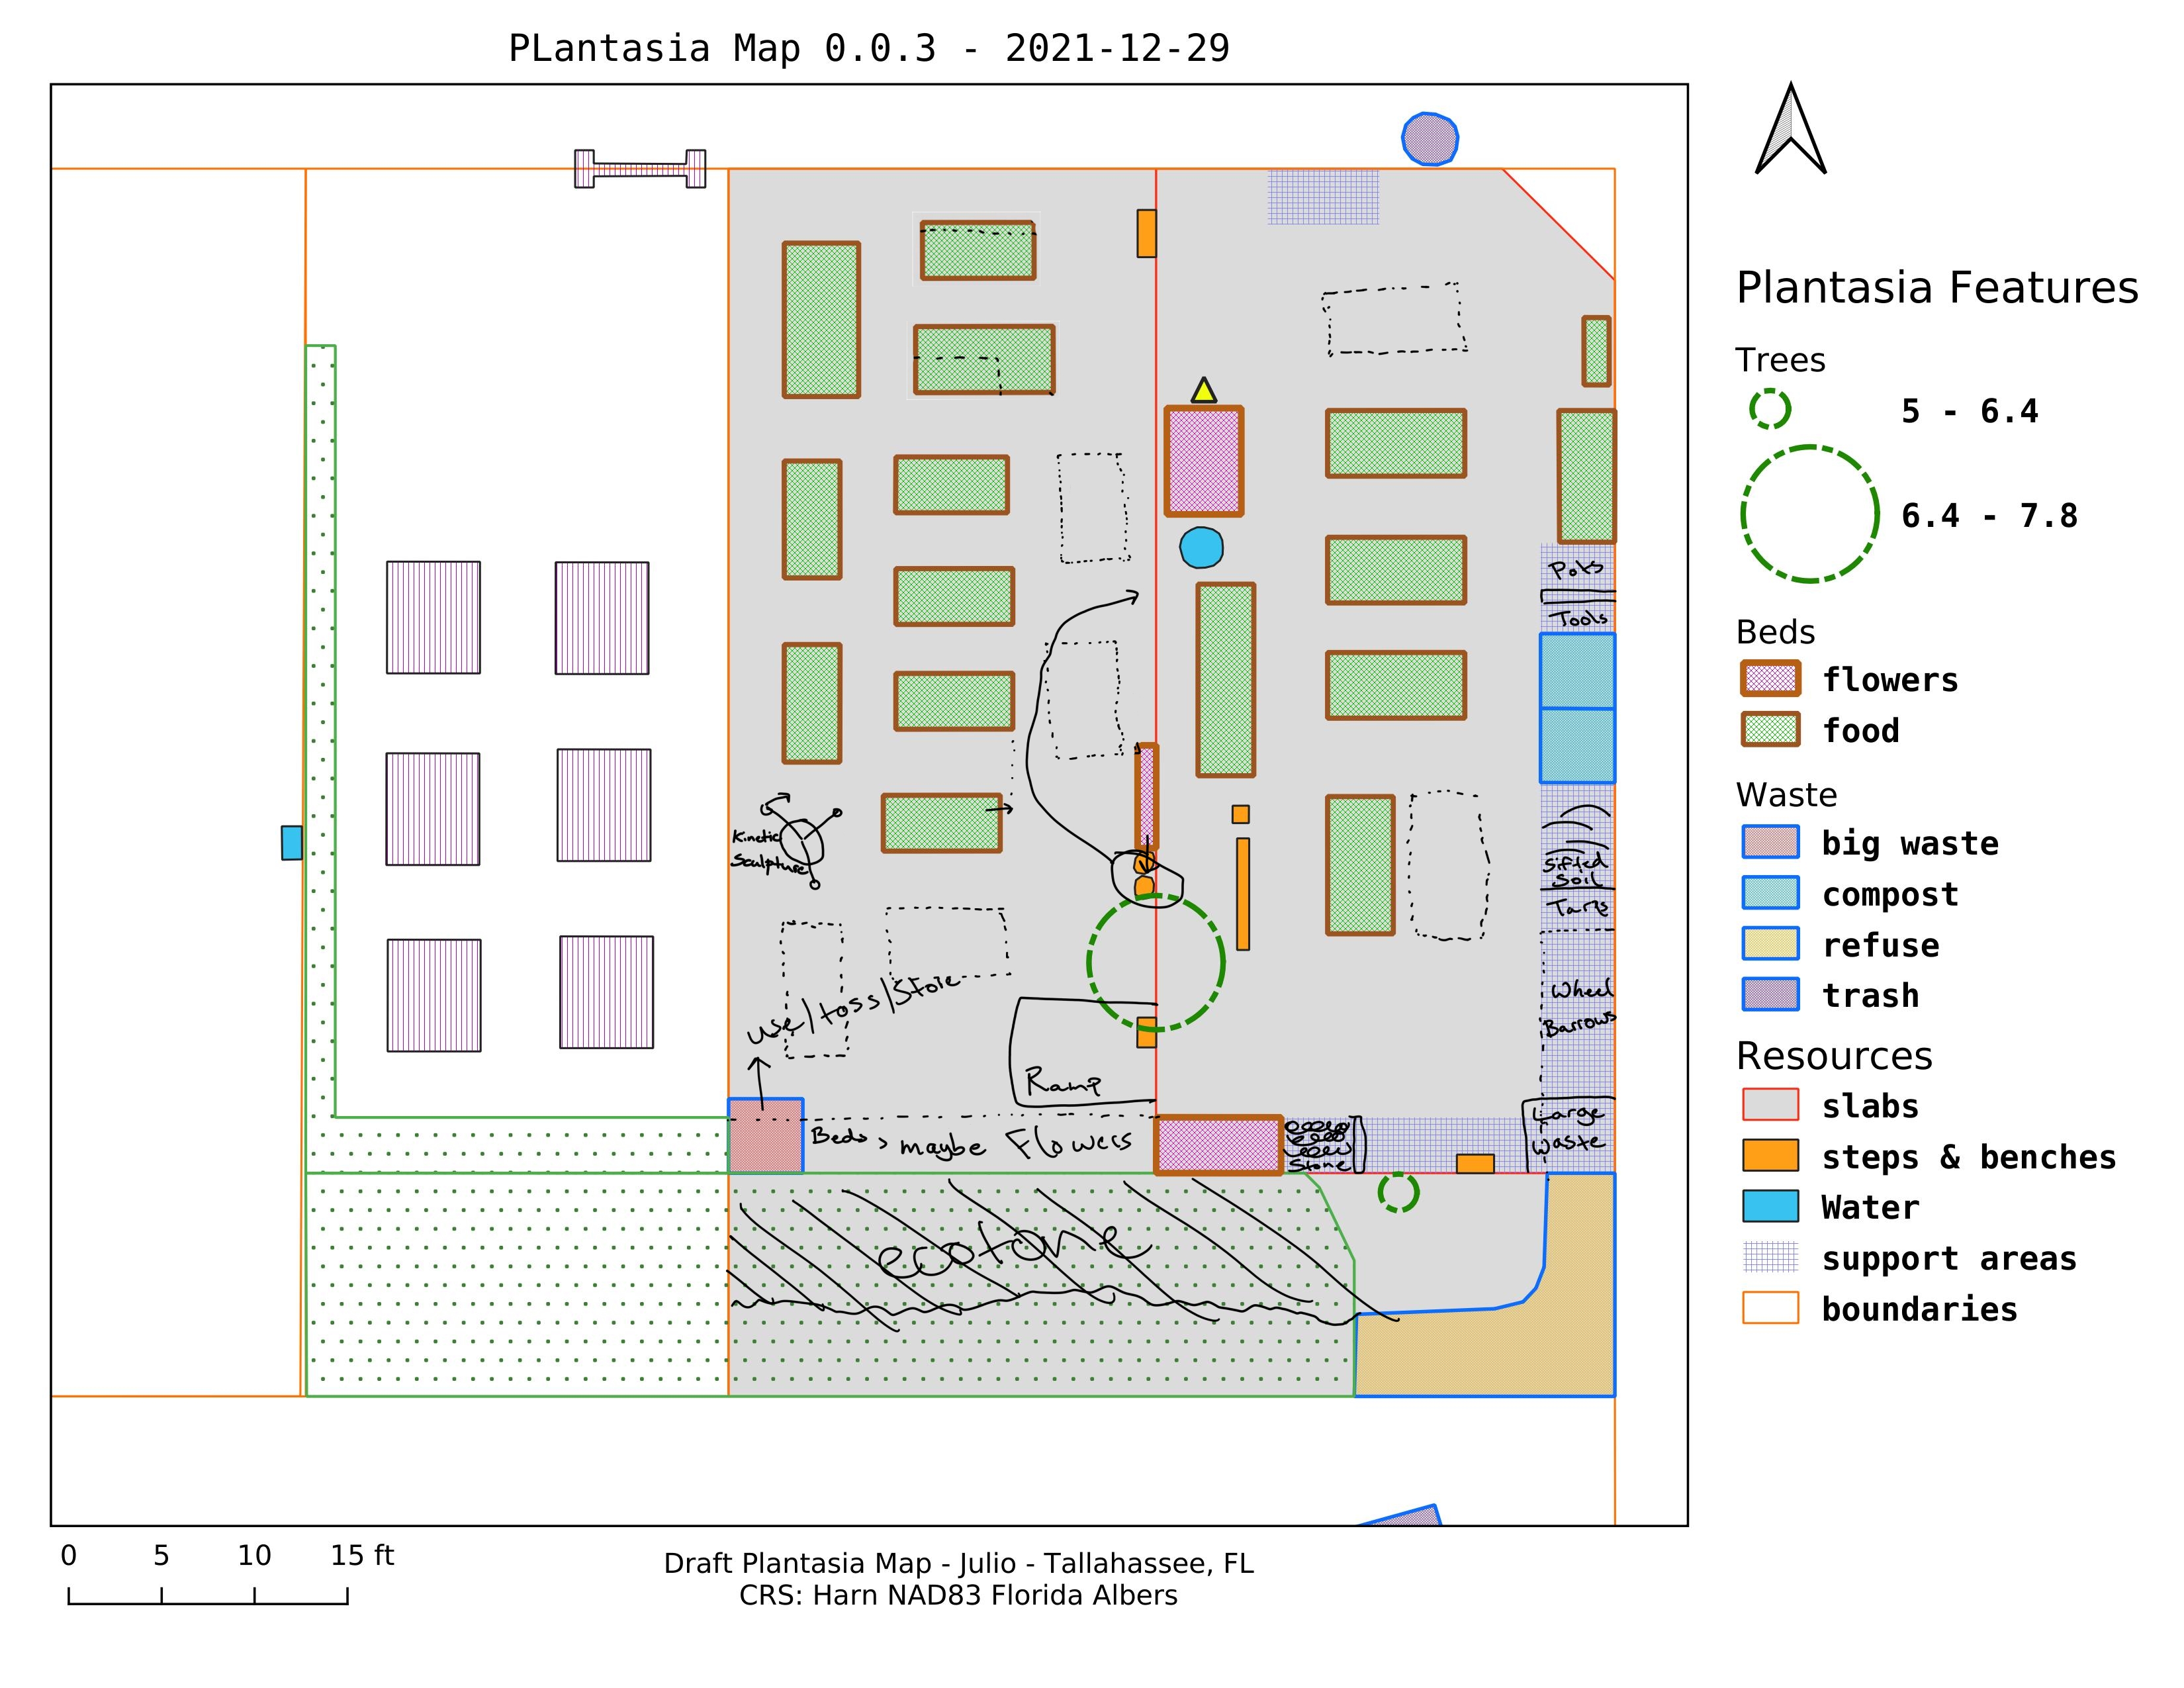 PLantasia Map 0.0.3 - 2021-12-29
Plantasia Features
Trees
5 - 6.4
6.4 - 7.8
Beds
flowers
food
Waste
big waste
compost
refuse
trash
Resources
slabs
steps & benches
Water
support areas
boundaries
Pots
Tools
Kinetic
Sculpture
Sifted
Soil
Tarps
use/toss/Store
Wheel
Barrows
Ramp
Large
waste
Beds > maybe Flowers
Stone
ecotone
0 5 10 15 ft
Draft Plantasia Map - Julio - Tallahassee, FL
CRS: Harn NAD83 Florida Albers